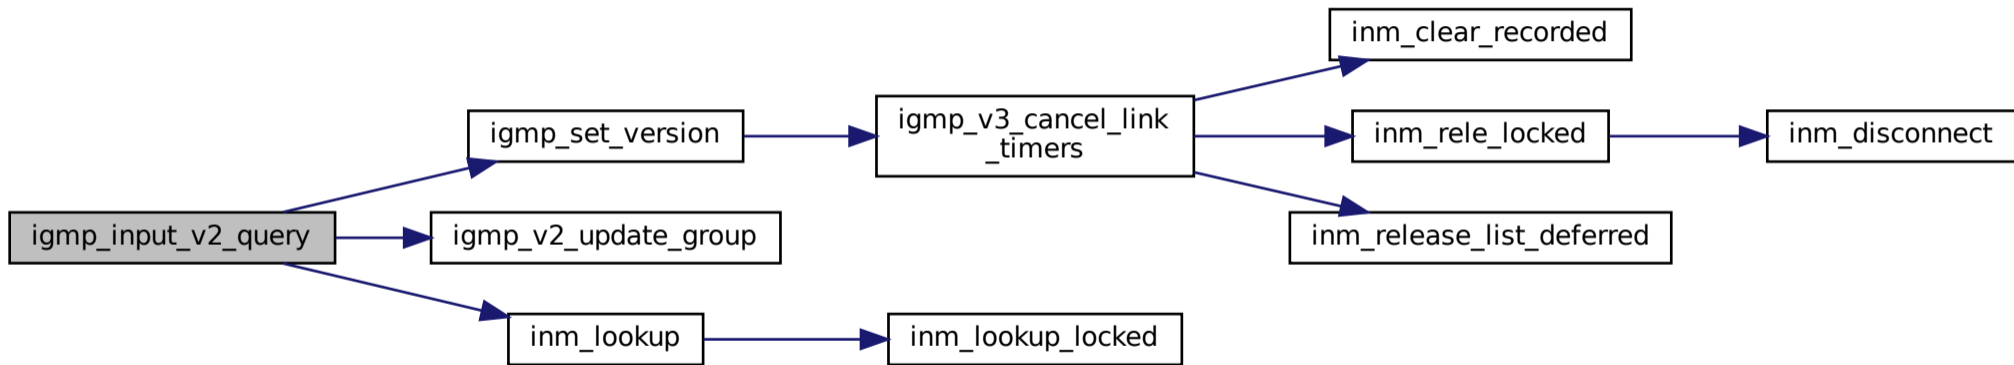 inm_clear_recorded
igmp_set_version
igmp_v3_cancel_link
_timers
inm_rele_locked
inm_disconnect
igmp_input_v2_query
igmp_v2_update_group
inm_release_list_deferred
inm_lookup
inm_lookup_locked